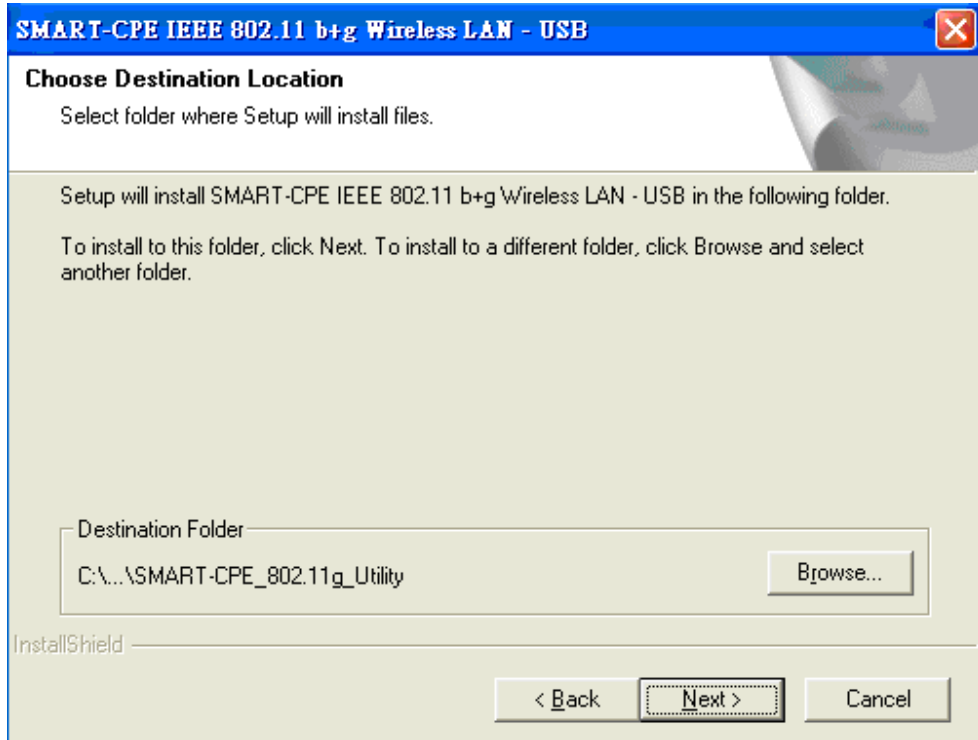 SMART-CPE IEEE 802.11 b+g Wireless LAN - USB
Choose Destination Location
Select folder where Setup will install files.
Setup will install SMART-CPE IEEE 802.11 b+g Wireless LAN - USB in the following folder.
To install to this folder, click Next. To install to a different folder, click Browse and select
another folder.
Destination Folder
C:\...\SMART-CPE_802.11g_Utility
Browse...
InstallShield
< Back
Next >
Cancel